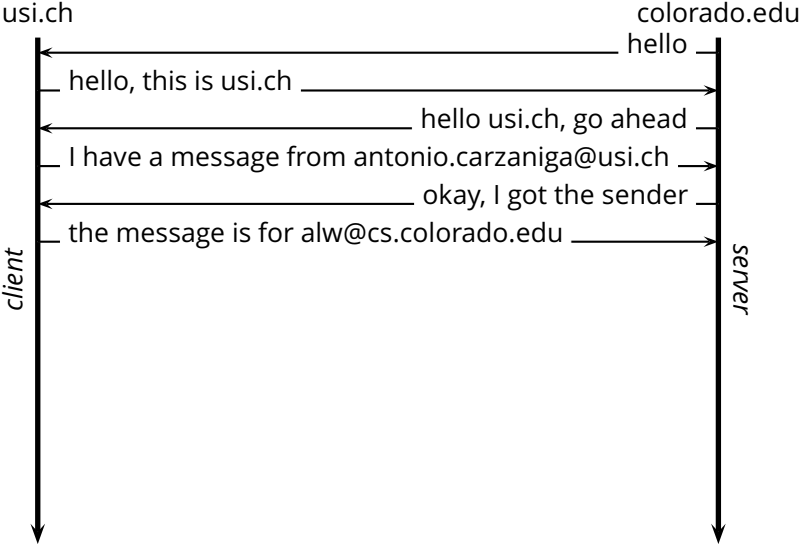 usi.ch
colorado.edu
hello
hello, this is usi.ch
hello usi.ch, go ahead
I have a message from antonio.carzaniga@usi.ch
okay, I got the sender
the message is for alw@cs.colorado.edu
client
server